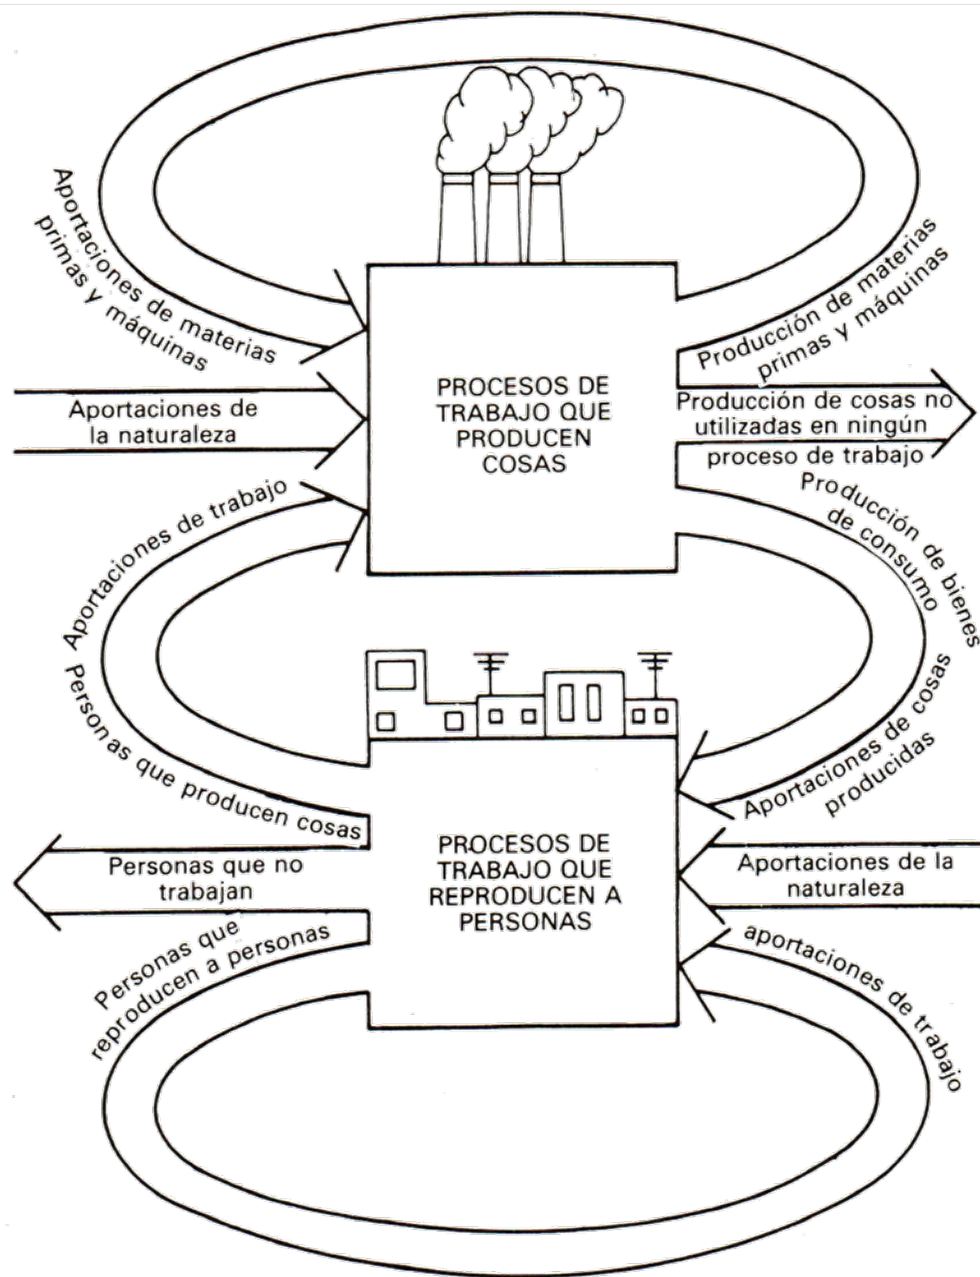 Aportaciones de materias
primas y máquinas
Producción de materias
primas y máquinas
PROCESOS DE
TRABAJO QUE
PRODUCEN
COSAS
Aportaciones de
la naturaleza
Producción de cosas no
utilizadas en ningún
proceso de trabajo
Aportaciones de trabajo
Producción de bienes
de consumo
Personas que producen cosas
Aportaciones de cosas
producidas
PROCESOS DE
TRABAJO QUE
REPRODUCEN A
PERSONAS
Personas que no
trabajan
Aportaciones de la
naturaleza
Personas que
reproducen a personas
aportaciones de trabajo